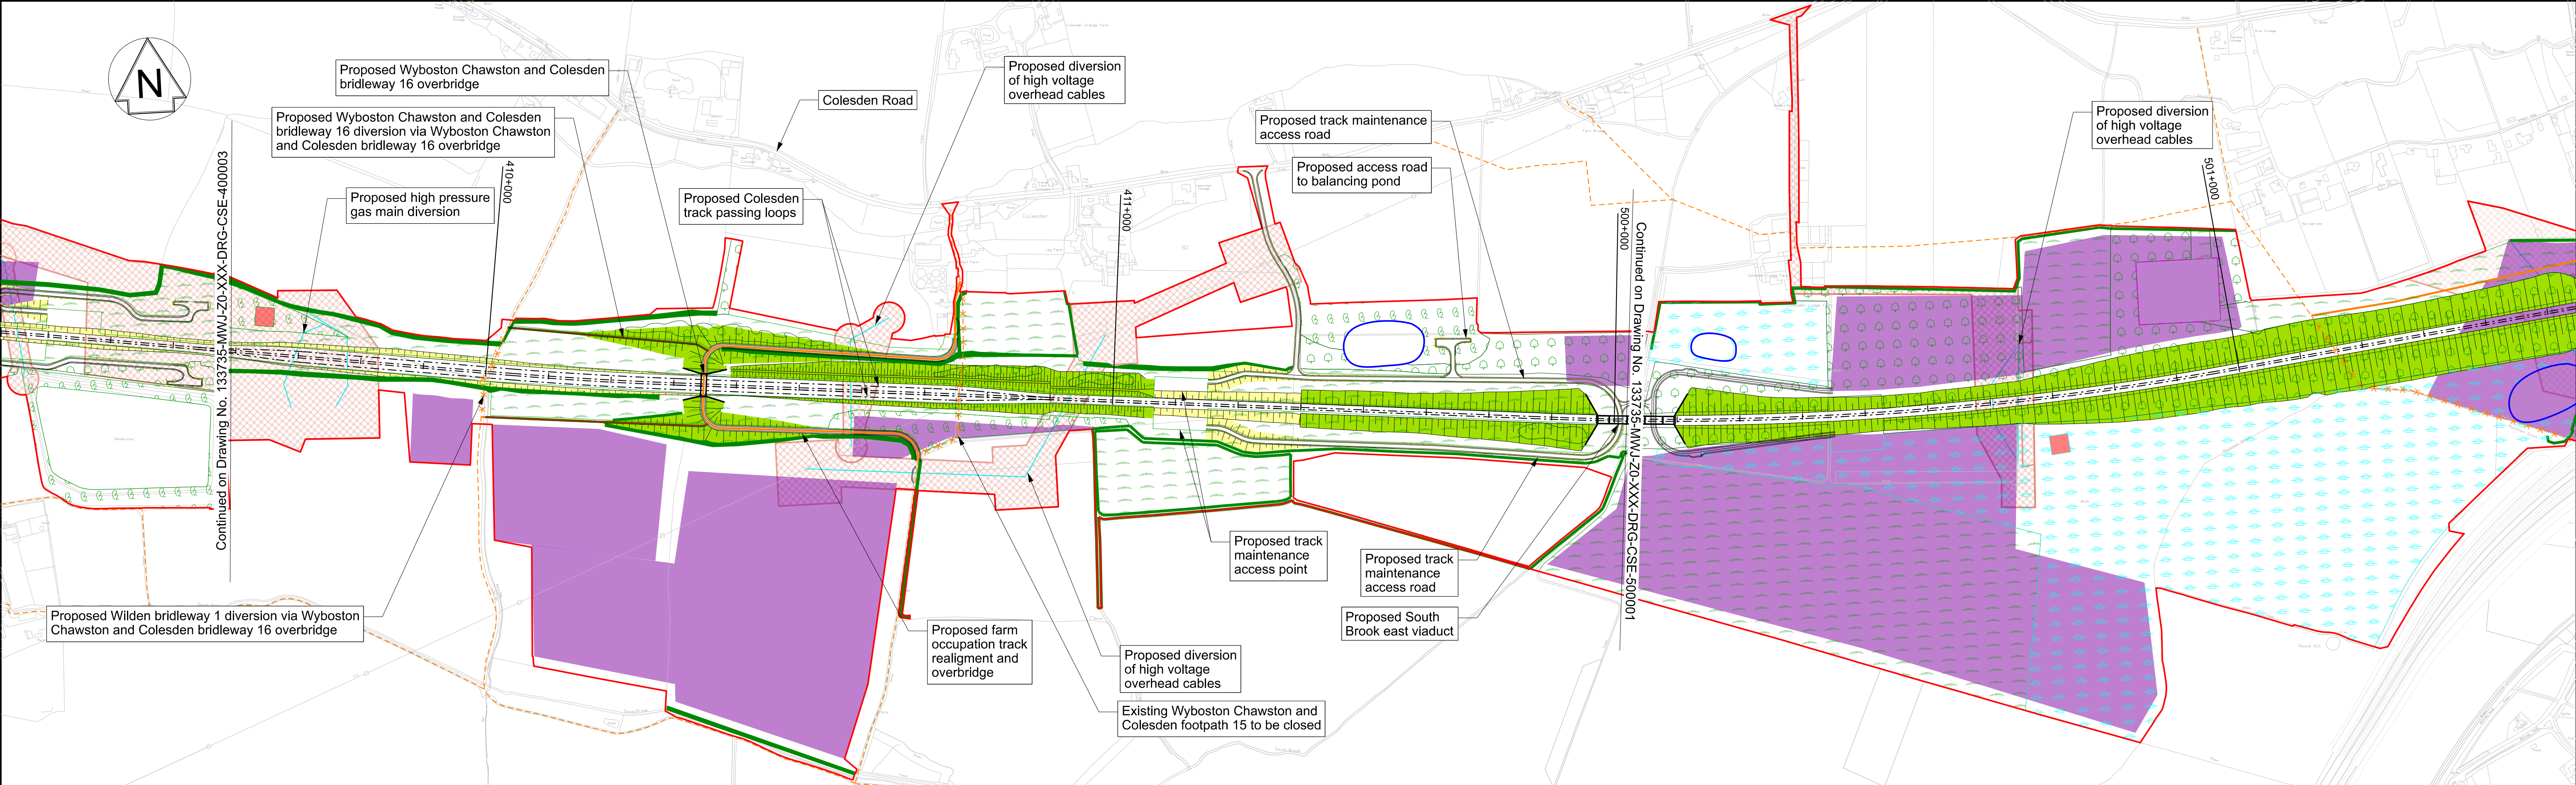 N
Proposed Wyboston Chawston and Colesden
bridleway 16 overbridge
Proposed Wyboston Chawston and Colesden
bridleway 16 diversion via Wyboston Chawston
and Colesden bridleway 16 overbridge
Proposed high pressure
gas main diversion
Continued on Drawing No. 133735-MWJ-Z0-XXX-DRG-CSE-400003
410+000
Proposed Colesden
track passing loops
Colesden Road
Proposed diversion
of high voltage
overhead cables
411+000
Proposed track maintenance
access road
Proposed access road
to balancing pond
500+000
Continued on Drawing No. 133735-MWJ-Z0-XXX-DRG-CSE-500001
Proposed diversion
of high voltage
overhead cables
501+000
Proposed Wilden bridleway 1 diversion via Wyboston
Chawston and Colesden bridleway 16 overbridge
Proposed farm
occupation track
realigment and
overbridge
Proposed diversion
of high voltage
overhead cables
Existing Wyboston Chawston and
Colesden footpath 15 to be closed
Proposed track
maintenance
access point
Proposed track
maintenance
access road
Proposed South
Brook east viaduct
Colesden